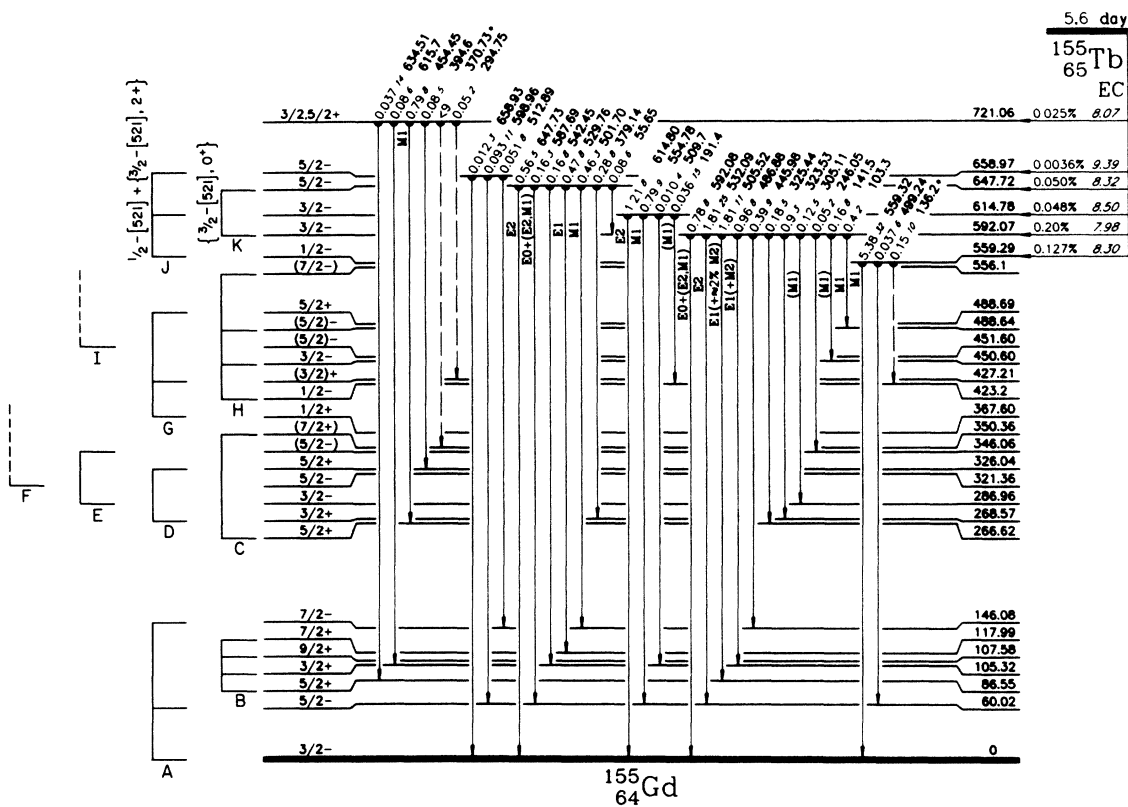 5.6 day
155
65 Tb
EC
½-[521] + {3/2-[521], 2+}
{3/2-[521], 0+}
0.037 14 634.51
0.08 6 615.7
0.79 8 454.45
0.08 5 394.6
<9 370.73*
0.05 2 294.75
M1
3/2,5/2+ 721.06 0.025% 8.07
0.012 3 658.93
0.093 11 598.96
0.051 8 512.89
0.56 5 647.73
0.16 587.69
0.16 8 542.45
0.47 8 529.76
0.46 5 501.70
0.28 8 379.14
0.08 6 55.65
1.21 8 614.80
0.79 9 554.78
0.010 4 509.7
0.036 15 191.4
0.78 8 592.08
1.81 25 532.09
1.81 11 505.52
0.96 8 486.88
0.39 9 445.98
0.18 5 325.44
0.9 5 323.53
0.12 5 305.11
0.05 2 246.05
0.16 8 141.5
0.4 2 103.3
5.38 32 559.32
0.037 6 499.24
0.15 10 136.2*
5/2- 658.97 0.0036% 9.39
5/2- 647.72 0.050% 8.32
3/2- 614.78 0.048% 8.50
3/2- 592.07 0.20% 7.98
1/2- 559.29 0.127% 8.30
(7/2-) 556.1
E2
E0+(E2,M1)
E1
M1
E2
M1
(M1)
E0+(E2,M1)
E2
E1(+≈2% M2)
E1(+M2)
(M1)
(M1)
M1
M1
K
J
5/2+ 488.69
(5/2)- 488.64
(5/2)- 451.60
3/2- 450.60
(3/2)+ 427.21
1/2- 423.2
1/2+ 367.60
(7/2+) 350.36
(5/2-) 346.06
5/2+ 326.04
5/2- 321.36
3/2- 286.96
3/2+ 268.57
5/2+ 266.62
I
H
G
F
E
D
C
7/2- 146.08
7/2+ 117.99
9/2+ 107.58
3/2+ 105.32
5/2+ 86.55
5/2- 60.02
3/2- 0
B
A
155
64 Gd